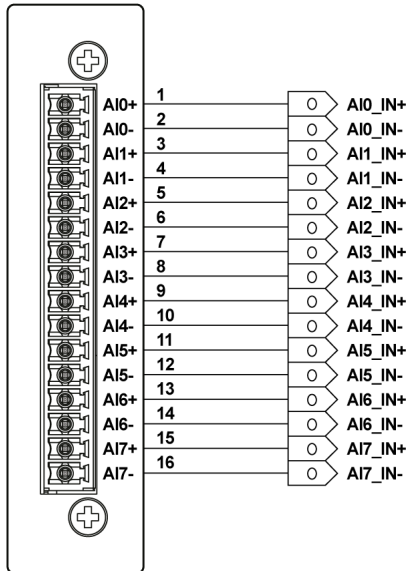 AI0+ 1 AI0_IN+
AI0- 2 AI0_IN-
AI1+ 3 AI1_IN+
AI1- 4 AI1_IN-
AI2+ 5 AI2_IN+
AI2- 6 AI2_IN-
AI3+ 7 AI3_IN+
AI3- 8 AI3_IN-
AI4+ 9 AI4_IN+
AI4- 10 AI4_IN-
AI5+ 11 AI5_IN+
AI5- 12 AI5_IN-
AI6+ 13 AI6_IN+
AI6- 14 AI6_IN-
AI7+ 15 AI7_IN+
AI7- 16 AI7_IN-